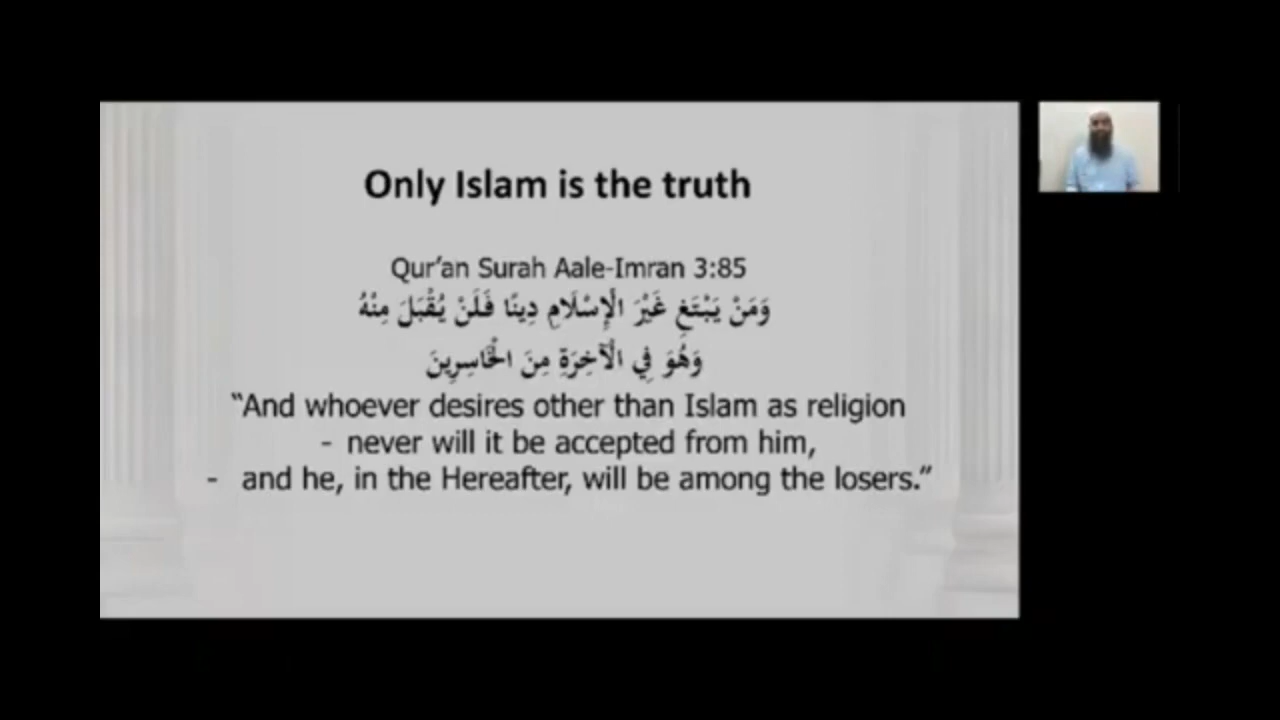 Only Islam is the truth
Qur'an Surah Aale-Imran 3:85
وَمَنْ يَبْتَغِ غَيْرَ الْإِسْلَامِ دِينًا فَلَنْ يُقْبَلَ مِنْهُ
وَهُوَ فِي الْآخِرَةِ مِنَ الْخَاسِرِينَ
“And whoever desires other than Islam as religion
- never will it be accepted from him,
- and he, in the Hereafter, will be among the losers.”